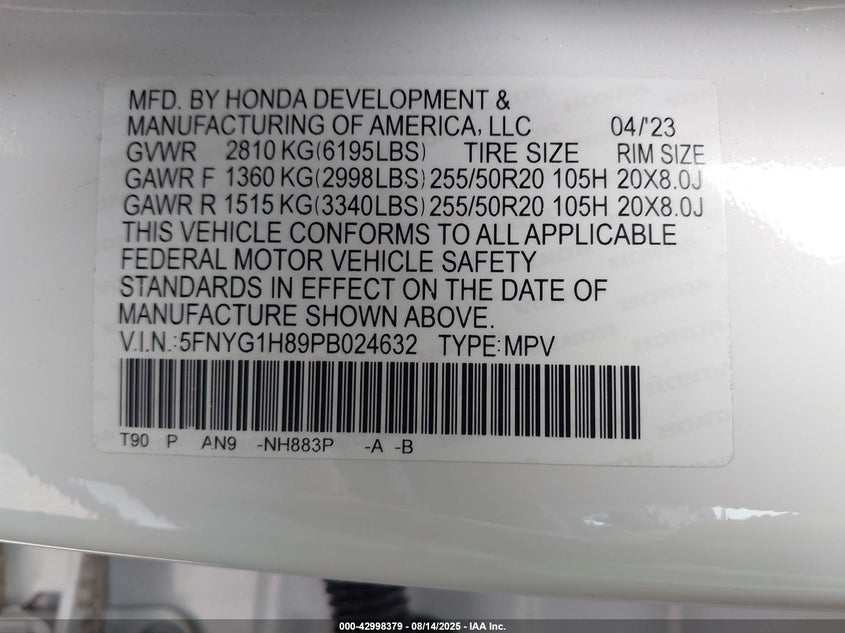 MFD. BY HONDA DEVELOPMENT &
MANUFACTURING OF AMERICA, LLC 04/'23
GVWR 2810 KG(6195LBS) TIRE SIZE RIM SIZE
GAWR F 1360 KG(2998LBS) 255/50R20 105H 20X8.0J
GAWR R 1515 KG(3340LBS) 255/50R20 105H 20X8.0J
THIS VEHICLE CONFORMS TO ALL APPLICABLE
FEDERAL MOTOR VEHICLE SAFETY
STANDARDS IN EFFECT ON THE DATE OF
MANUFACTURE SHOWN ABOVE.
V.I.N.:5FNYG1H89PB024632 TYPE:MPV
T90 P AN9 -NH883P -A -B
000-42998379 - 08/14/2025 - IAA Inc.